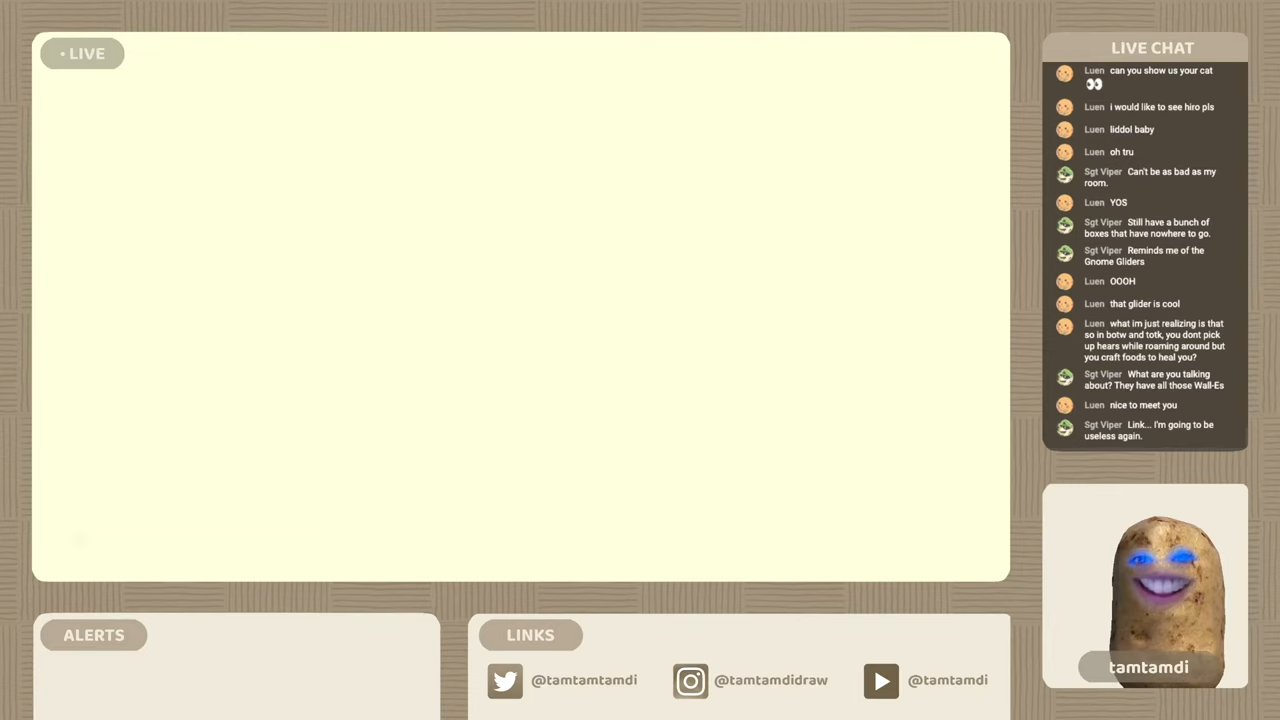 • LIVE
LIVE CHAT
Luen can you show us your cat
👀
Luen i would like to see hiro pls
Luen liddol baby
Luen oh tru
Sgt Viper Can't be as bad as my
room.
Luen YOS
Sgt Viper Still have a bunch of
boxes that have nowhere to go.
Sgt Viper Reminds me of the
Gnome Gliders
Luen OOOH
Luen that glider is cool
Luen what im just realizing is that
so in botw and totk, you dont pick
up hears while roaming around but
you craft foods to heal you?
Sgt Viper What are you talking
about? They have all those Wall-Es
Luen nice to meet you
Sgt Viper Link... I'm going to be
useless again.
ALERTS
LINKS
@tamtamtamdi
@tamtamdidraw
@tamtamdi
tamtamdi